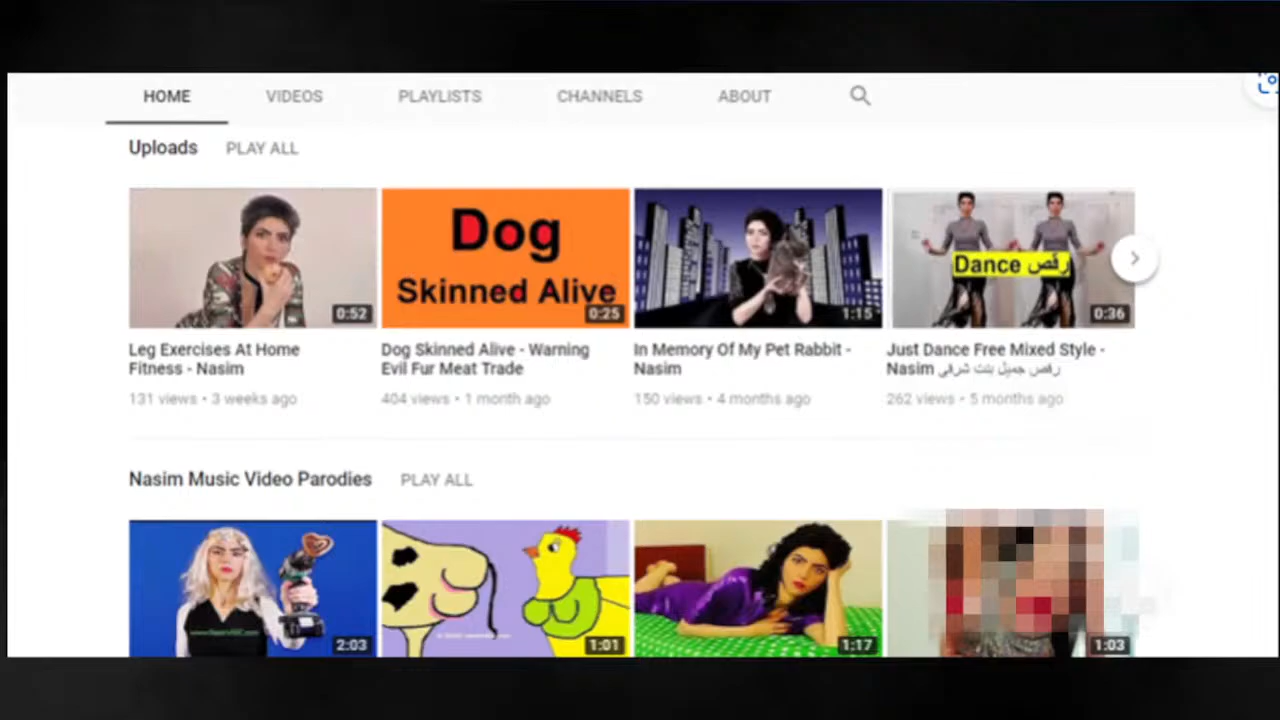 HOME VIDEOS PLAYLISTS CHANNELS ABOUT
Uploads PLAY ALL
Dog
Skinned Alive
Dance رقص
0:52
0:25
1:15
0:36
Leg Exercises At Home
Fitness - Nasim
131 views • 3 weeks ago
Dog Skinned Alive - Warning
Evil Fur Meat Trade
404 views • 1 month ago
In Memory Of My Pet Rabbit -
Nasim
150 views • 4 months ago
Just Dance Free Mixed Style -
Nasim رقص جميل بنت شرقي
262 views • 5 months ago
Nasim Music Video Parodies PLAY ALL
2:03
1:01
1:17
1:03